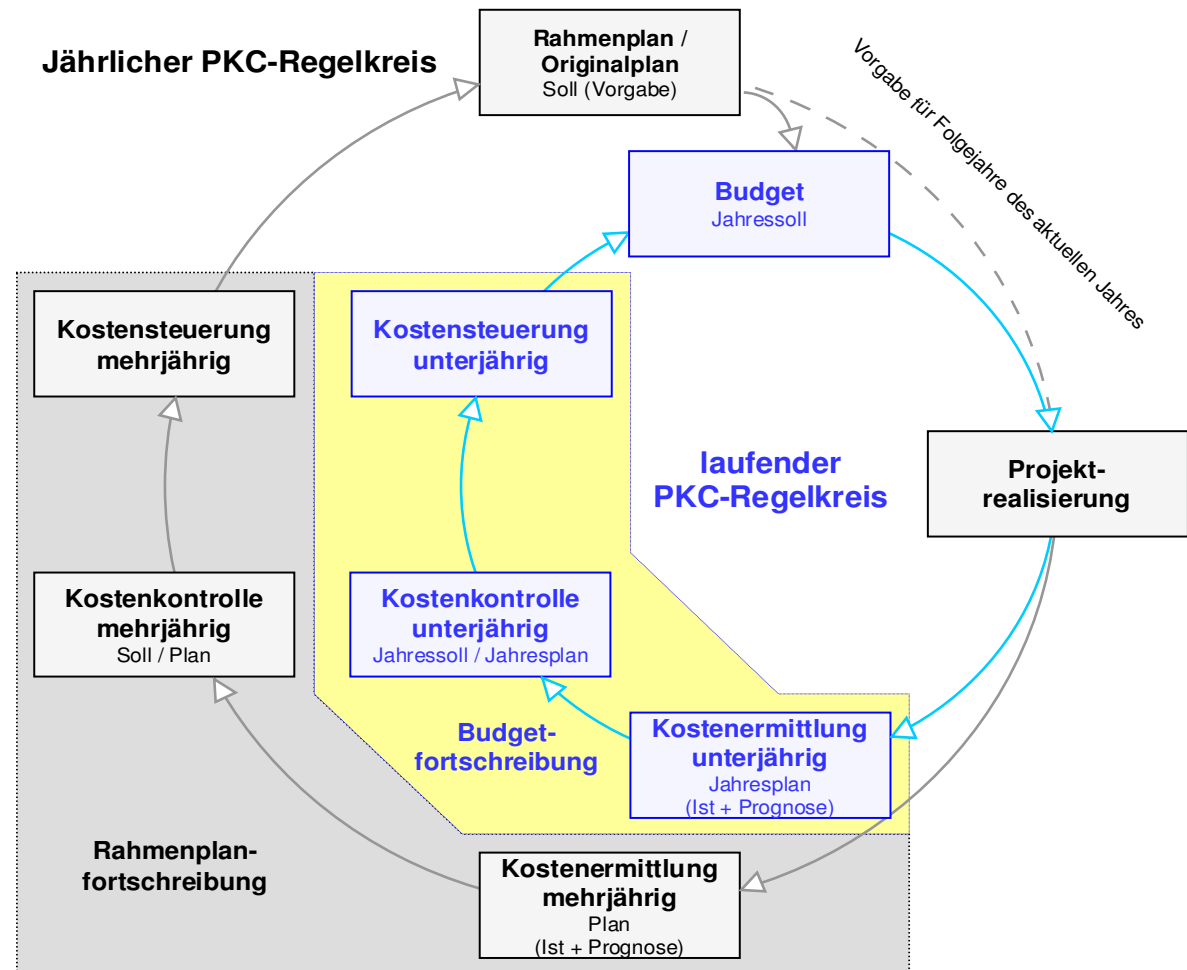 Jährlicher PKC-Regelkreis
Rahmenplan /
Originalplan
Soll (Vorgabe)
Vorgabe für Folgejahre des aktuellen Jahres
Budget
Jahressoll
Kostensteuerung
mehrjährig
Kostensteuerung
unterjährig
laufender
PKC-Regelkreis
Projekt-
realisierung
Kostenkontrolle
mehrjährig
Soll / Plan
Kostenkontrolle
unterjährig
Jahressoll / Jahresplan
Budget-
fortschreibung
Kostenermittlung
unterjährig
Jahresplan
(Ist + Prognose)
Rahmenplan-
fortschreibung
Kostenermittlung
mehrjährig
Plan
(Ist + Prognose)